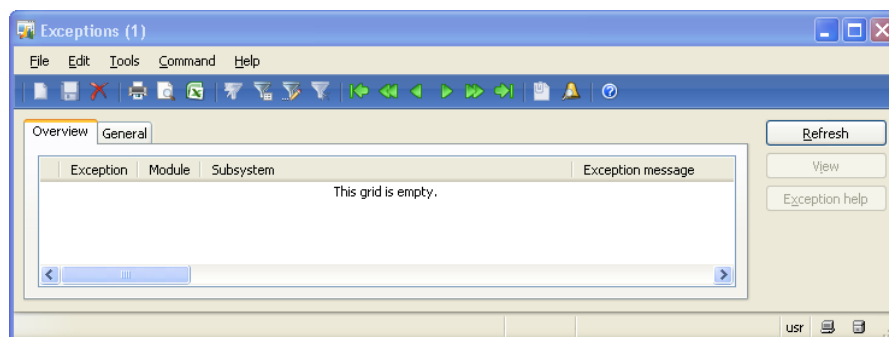 Exceptions (1)
File Edit Tools Command Help
Overview General
Refresh
Exception Module Subsystem Exception message
View
This grid is empty.
Exception help
usr